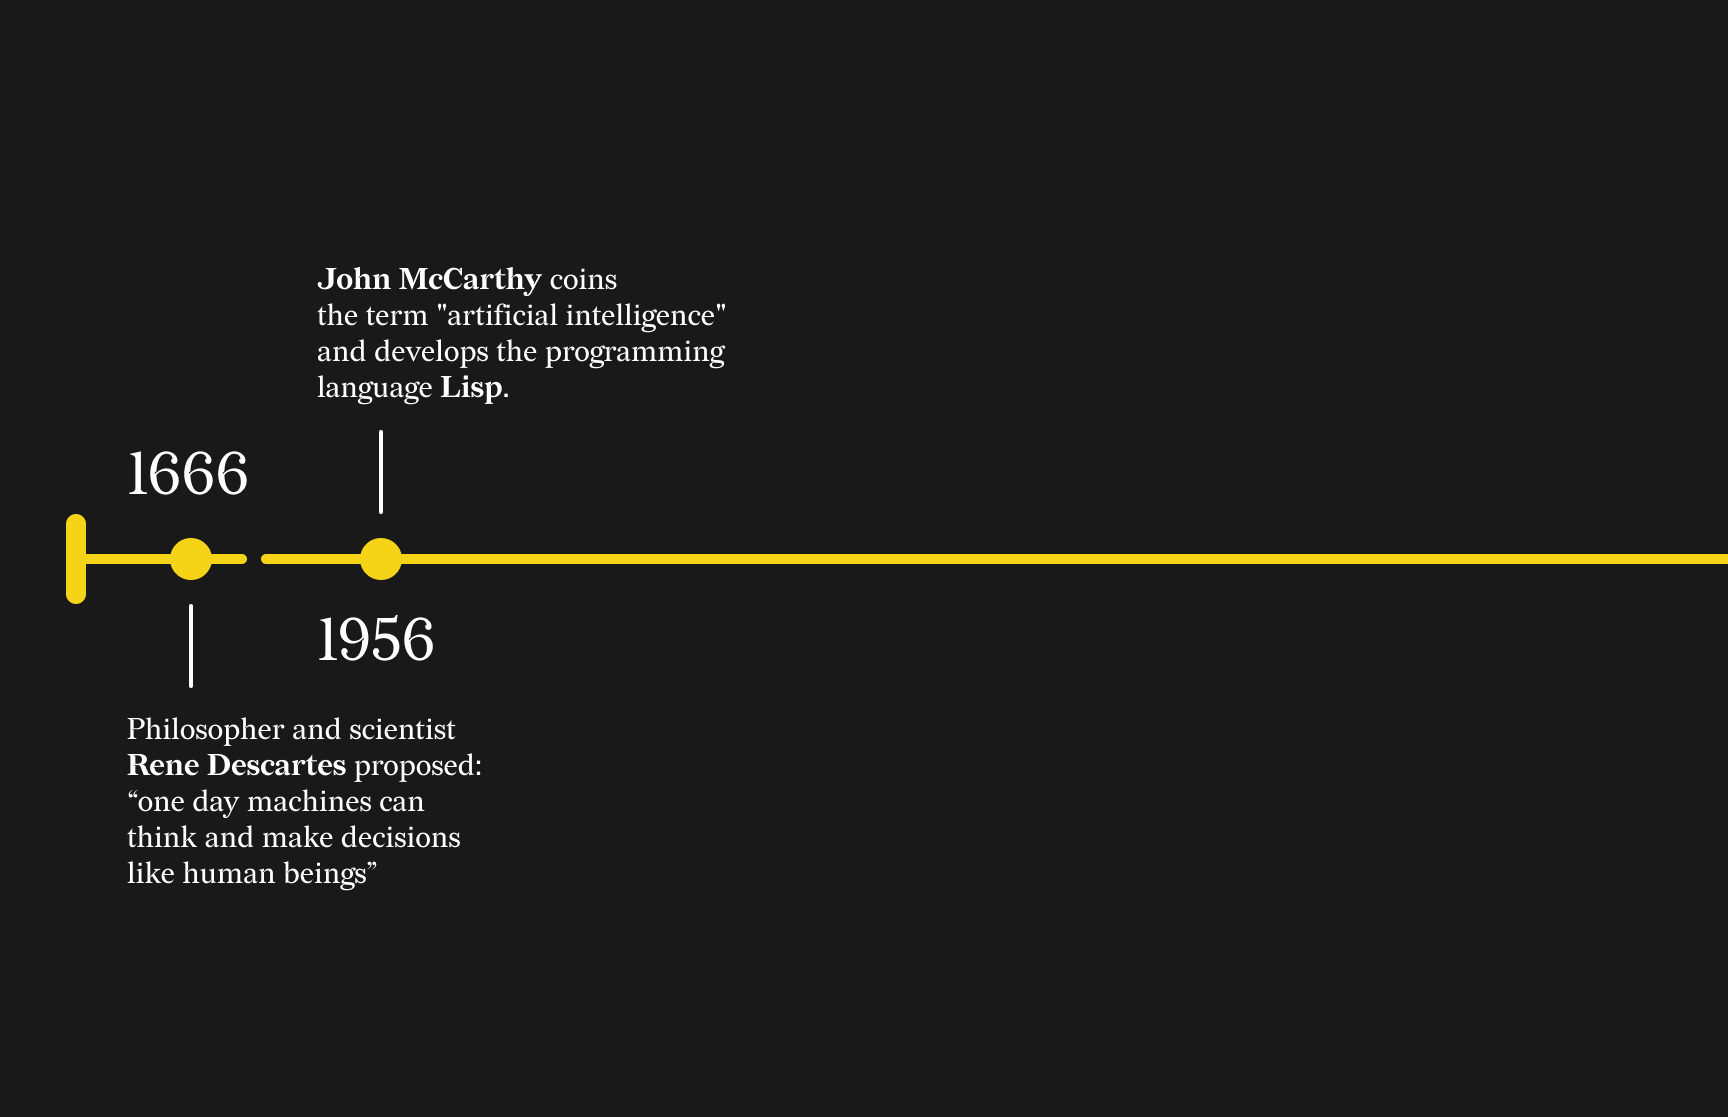 John McCarthy coins
the term "artificial intelligence"
and develops the programming
language Lisp.
1666
1956
Philosopher and scientist
Rene Descartes proposed:
“one day machines can
think and make decisions
like human beings”